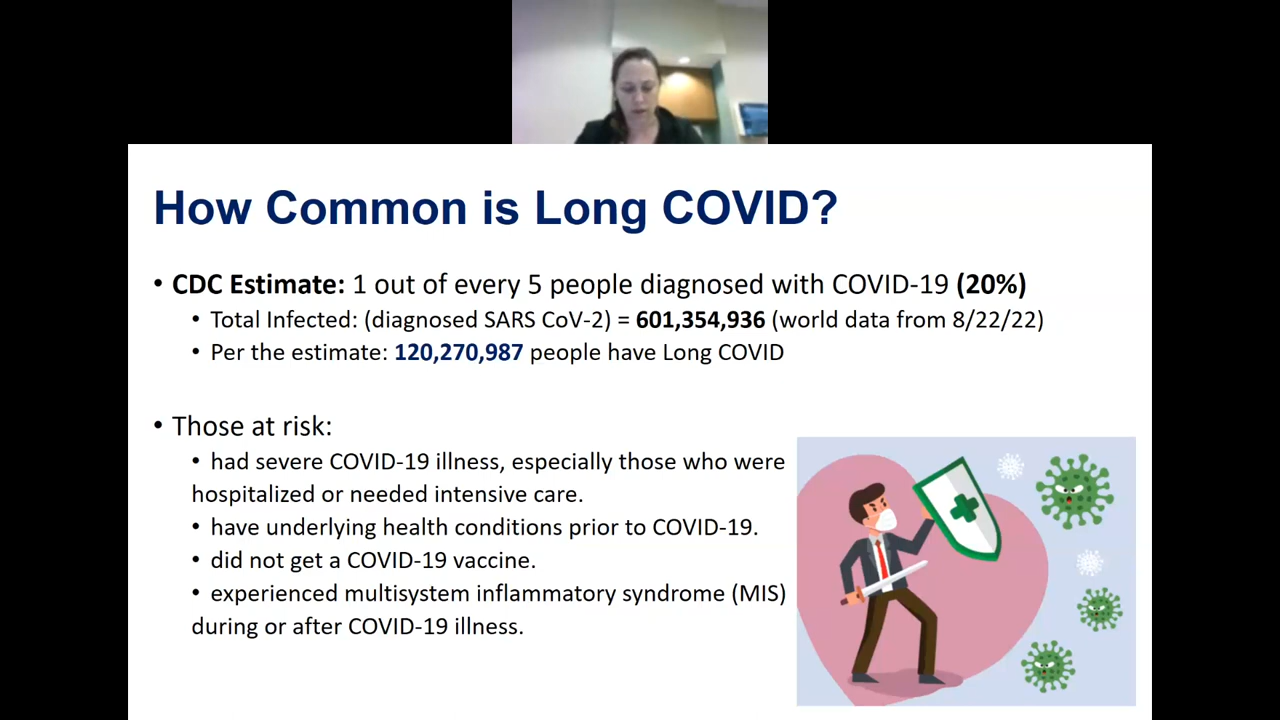 How Common is Long COVID?
• CDC Estimate: 1 out of every 5 people diagnosed with COVID-19 (20%)
• Total Infected: (diagnosed SARS CoV-2) = 601,354,936 (world data from 8/22/22)
• Per the estimate: 120,270,987 people have Long COVID
• Those at risk:
• had severe COVID-19 illness, especially those who were
hospitalized or needed intensive care.
• have underlying health conditions prior to COVID-19.
• did not get a COVID-19 vaccine.
• experienced multisystem inflammatory syndrome (MIS)
during or after COVID-19 illness.